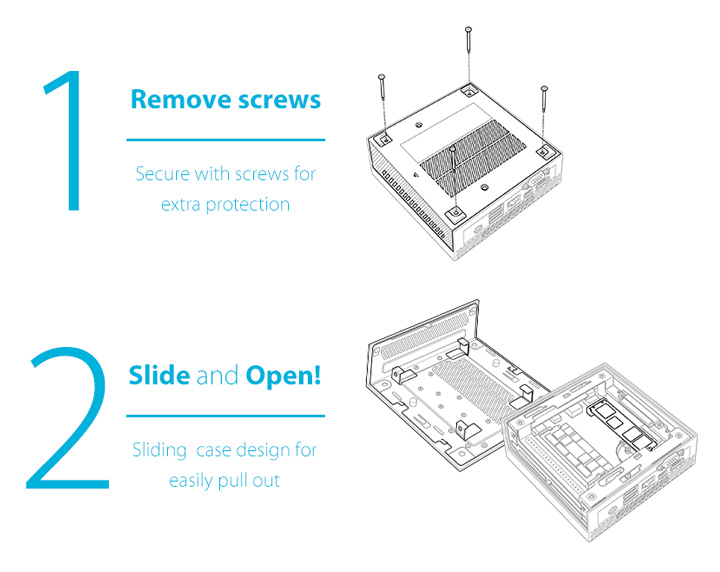 1
Remove screws
Secure with screws for
extra protection
2
Slide and Open!
Sliding case design for
easily pull out